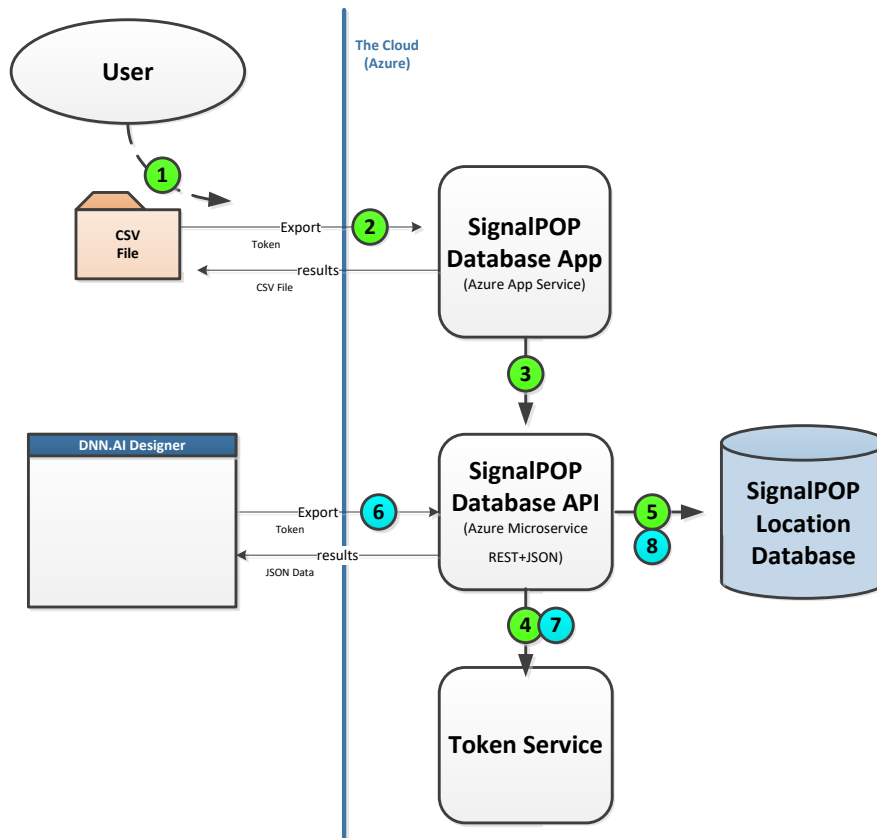 User
The Cloud
(Azure)
1
CSV
File
Export
2
Token
results
CSV File
SignalPOP
Database App
(Azure App Service)
3
DNN.AI Designer
Export
6
Token
results
JSON Data
SignalPOP
Database API
(Azure Microservice
REST+JSON)
5
8
SignalPOP
Location
Database
4
7
Token Service